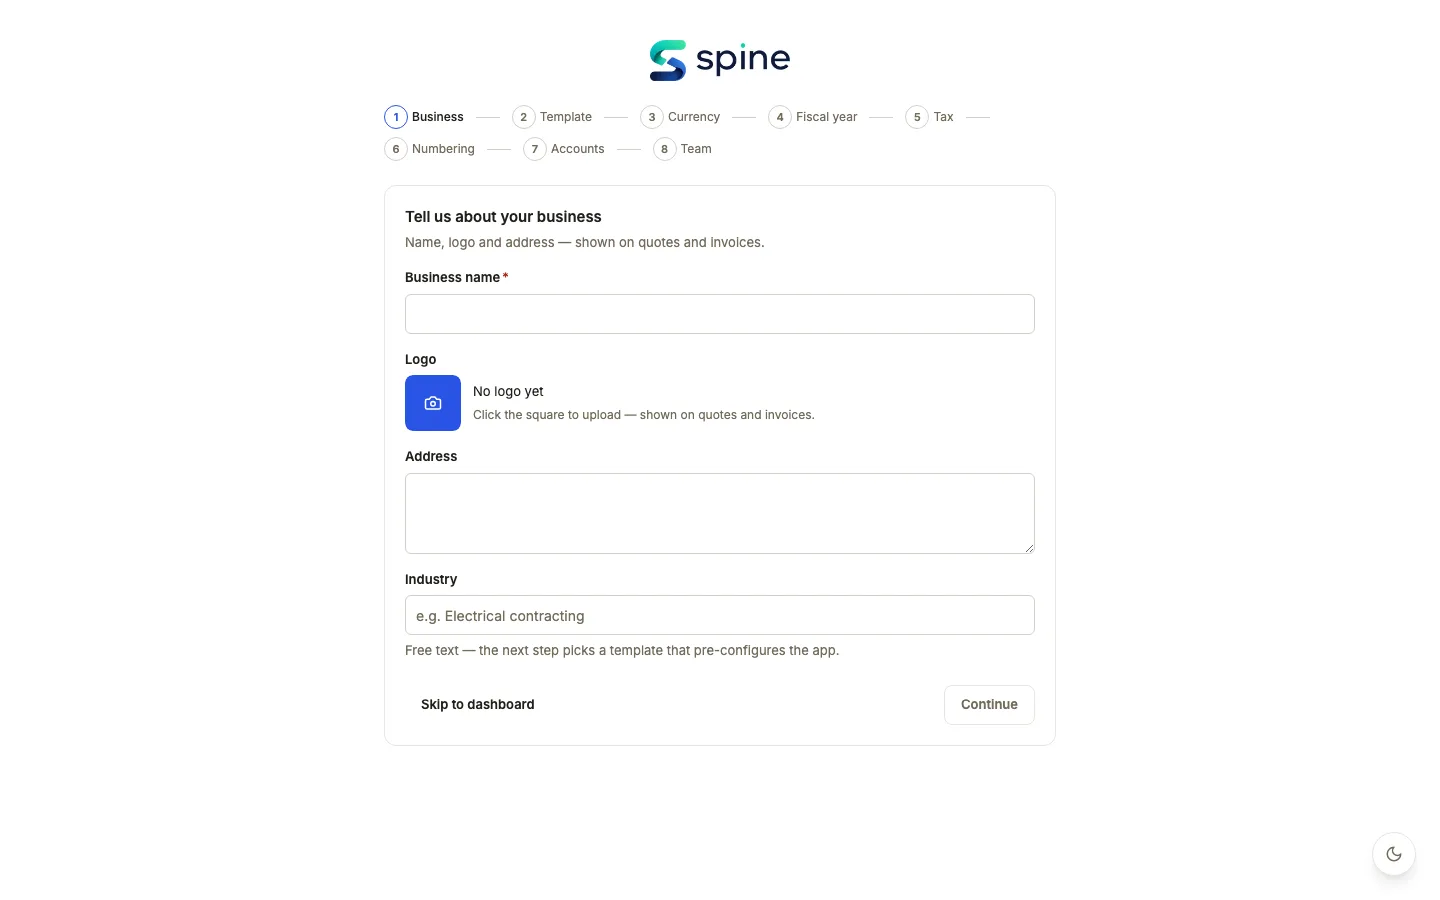 spine
1 Business
2 Template
3 Currency
4 Fiscal year
5 Tax
6 Numbering
7 Accounts
8 Team
Tell us about your business
Name, logo and address — shown on quotes and invoices.
Business name*
Logo
No logo yet
Click the square to upload — shown on quotes and invoices.
Address
Industry
e.g. Electrical contracting
Free text — the next step picks a template that pre-configures the app.
Skip to dashboard
Continue